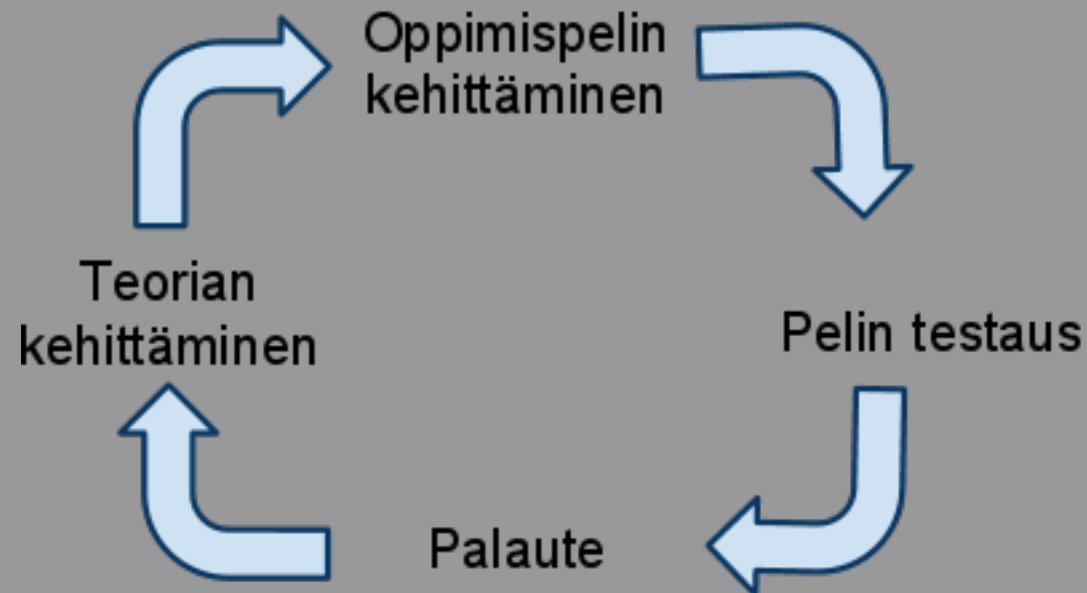 Oppimispelin
kehittäminen
Pelin testaus
Palaute
Teorian
kehittäminen